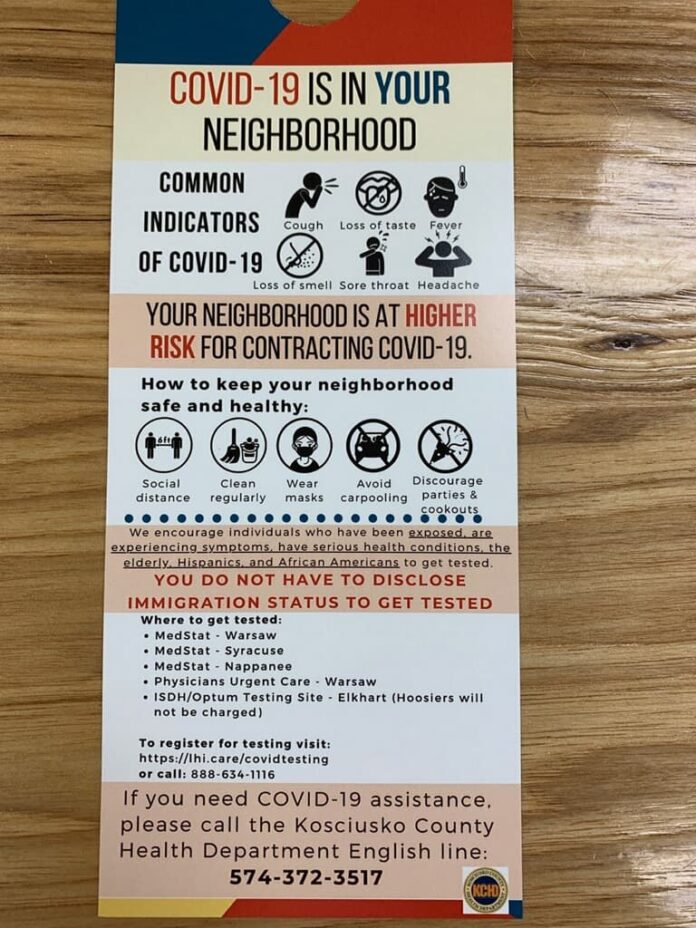 COVID-19 IS IN YOUR
NEIGHBORHOOD
COMMON
INDICATORS
OF COVID-19
Cough
Loss of taste
Fever
Loss of smell
Sore throat
Headache
YOUR NEIGHBORHOOD IS AT HIGHER
RISK FOR CONTRACTING COVID-19.
How to keep your neighborhood
safe and healthy:
6ft
Social
distance
Clean
regularly
Wear
masks
Avoid
carpooling
Discourage
parties &
cookouts
We encourage individuals who have been exposed, are
experiencing symptoms, have serious health conditions, the
elderly, Hispanics, and African Americans to get tested.
YOU DO NOT HAVE TO DISCLOSE
IMMIGRATION STATUS TO GET TESTED
Where to get tested:
• MedStat - Warsaw
• MedStat - Syracuse
• MedStat - Nappanee
• Physicians Urgent Care - Warsaw
• ISDH/Optum Testing Site - Elkhart (Hoosiers will
not be charged)
To register for testing visit:
https://lhi.care/covidtesting
or call: 888-634-1116
If you need COVID-19 assistance,
please call the Kosciusko County
Health Department English line:
574-372-3517
KCHD